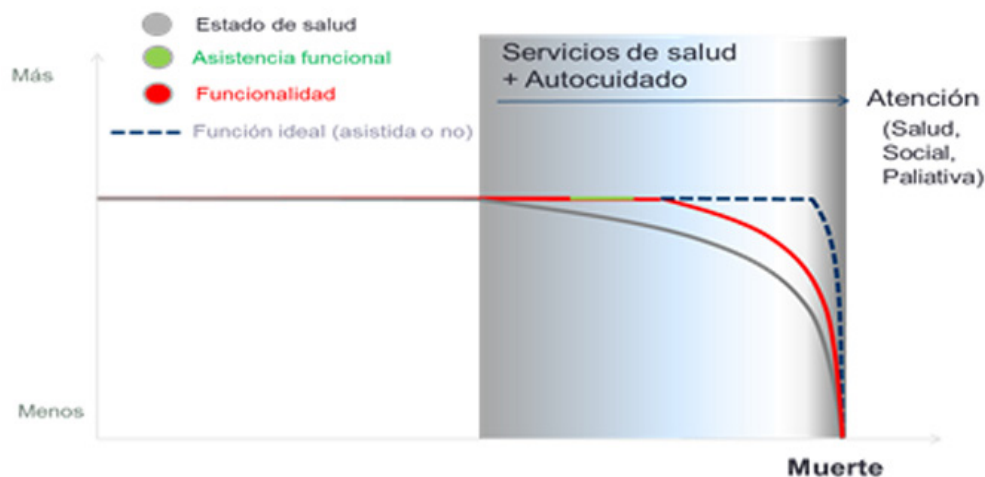 Estado de salud
Asistencia funcional
Funcionalidad
Función ideal (asistida o no)
Más
Menos
Servicios de salud
+ Autocuidado
Atención
(Salud,
Social,
Paliativa)
Muerte